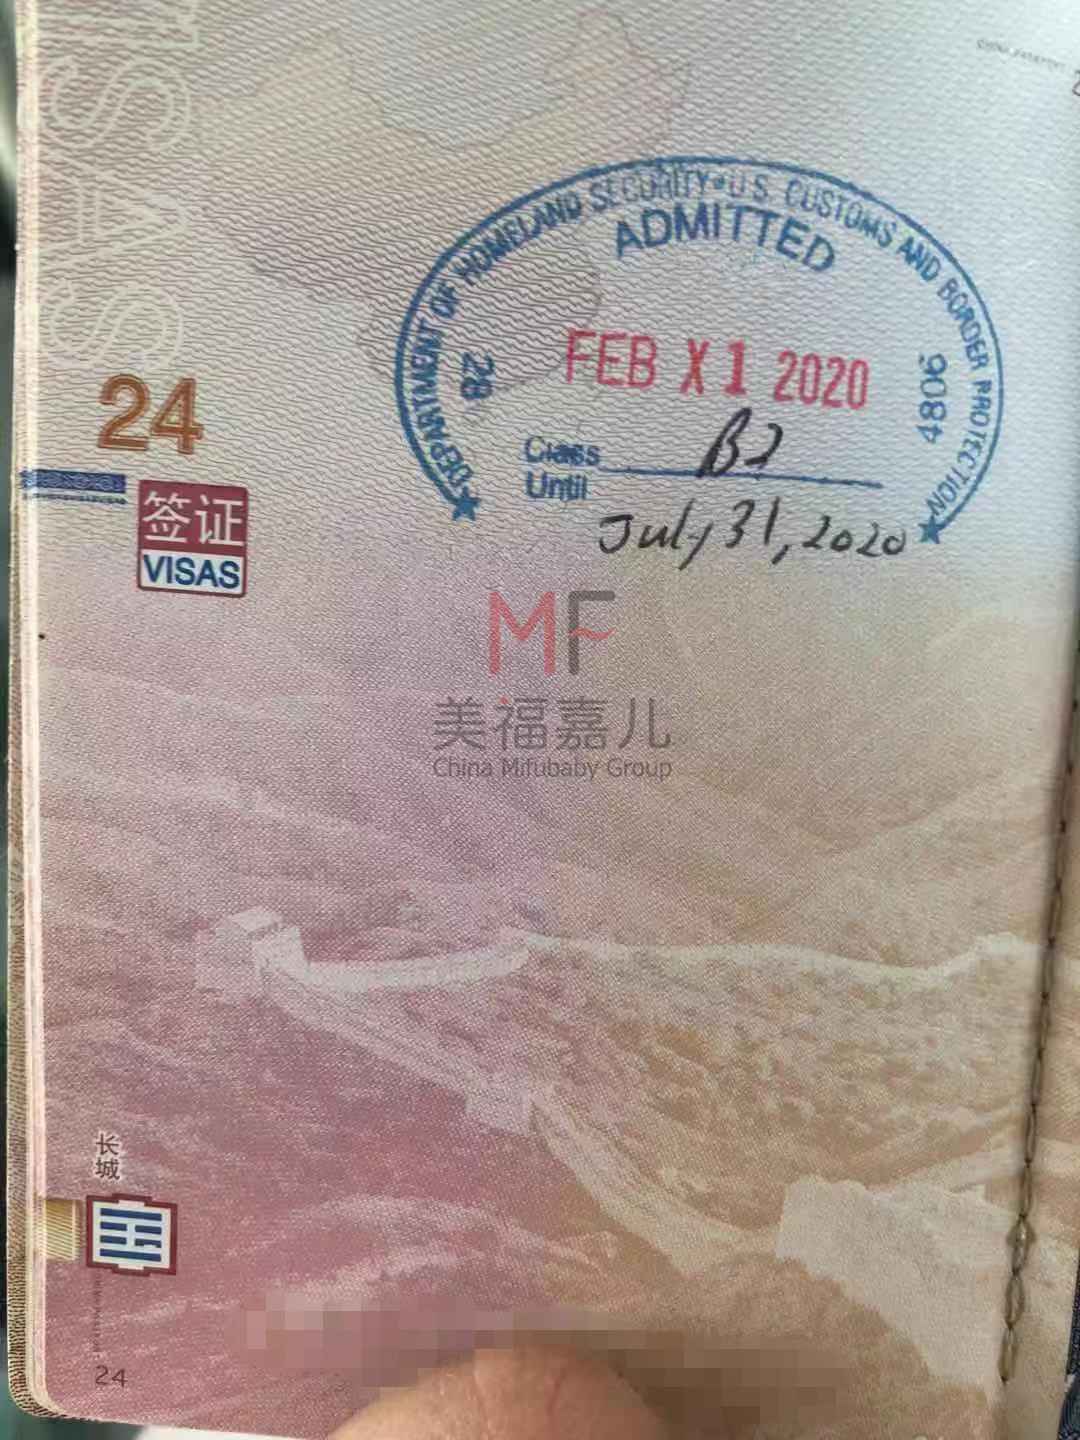 VISAS
DEPARTMENT OF HOMELAND SECURITY U.S. CUSTOMS AND BORDER PROTECTION
ADMITTED
28
FEB X1 2020
4806
Class B2
Until
July 31, 2020
24
签证
VISAS
MF
美福嘉儿
China Mifubaby Group
长城
24